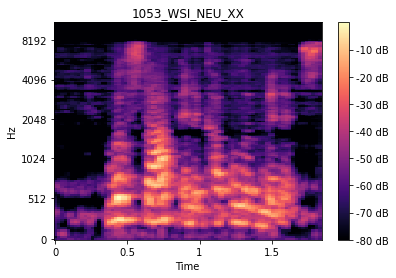 1053_WSI_NEU_XX
8192
4096
2048
1024
512
0
Hz
0
0.5
1
1.5
Time
-10 dB
-20 dB
-30 dB
-40 dB
-50 dB
-60 dB
-70 dB
-80 dB